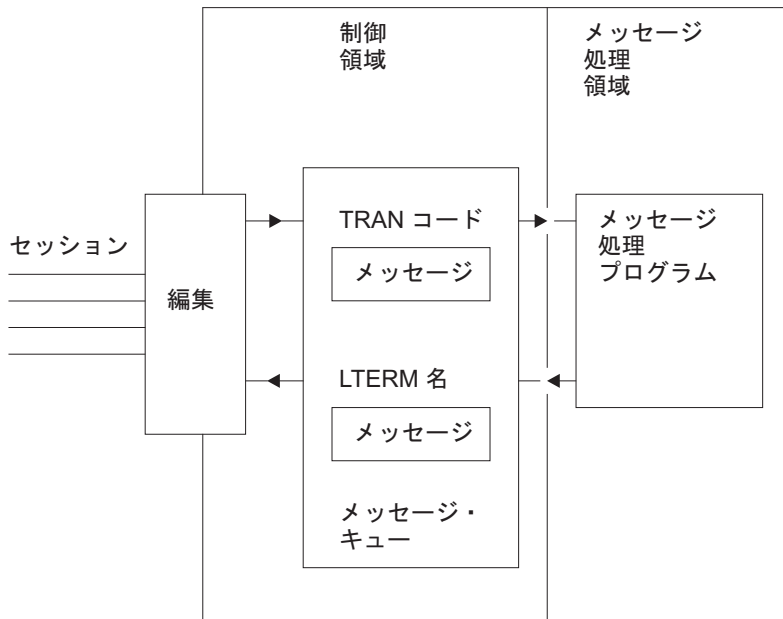 制御
領域
メッセージ
処理
領域
セッション
編集
TRAN コード
メッセージ
LTERM 名
メッセージ
メッセージ・
キュー
メッセージ
処理
プログラム